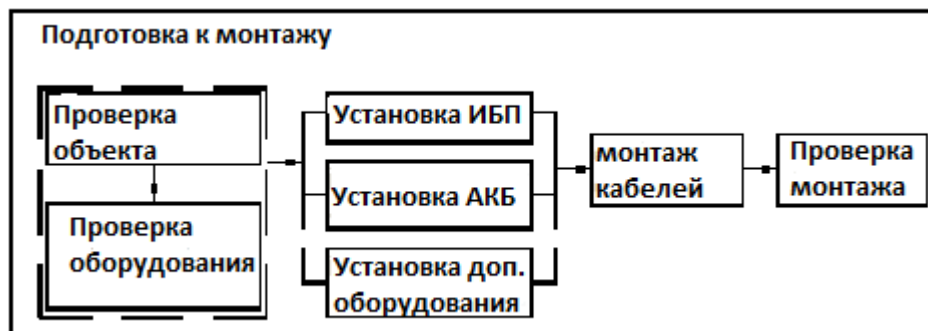 Подготовка к монтажу
Проверка
объекта
Проверка
оборудования
Установка ИБП
Установка АКБ
Установка доп.
оборудования
монтаж
кабелей
Проверка
монтажа